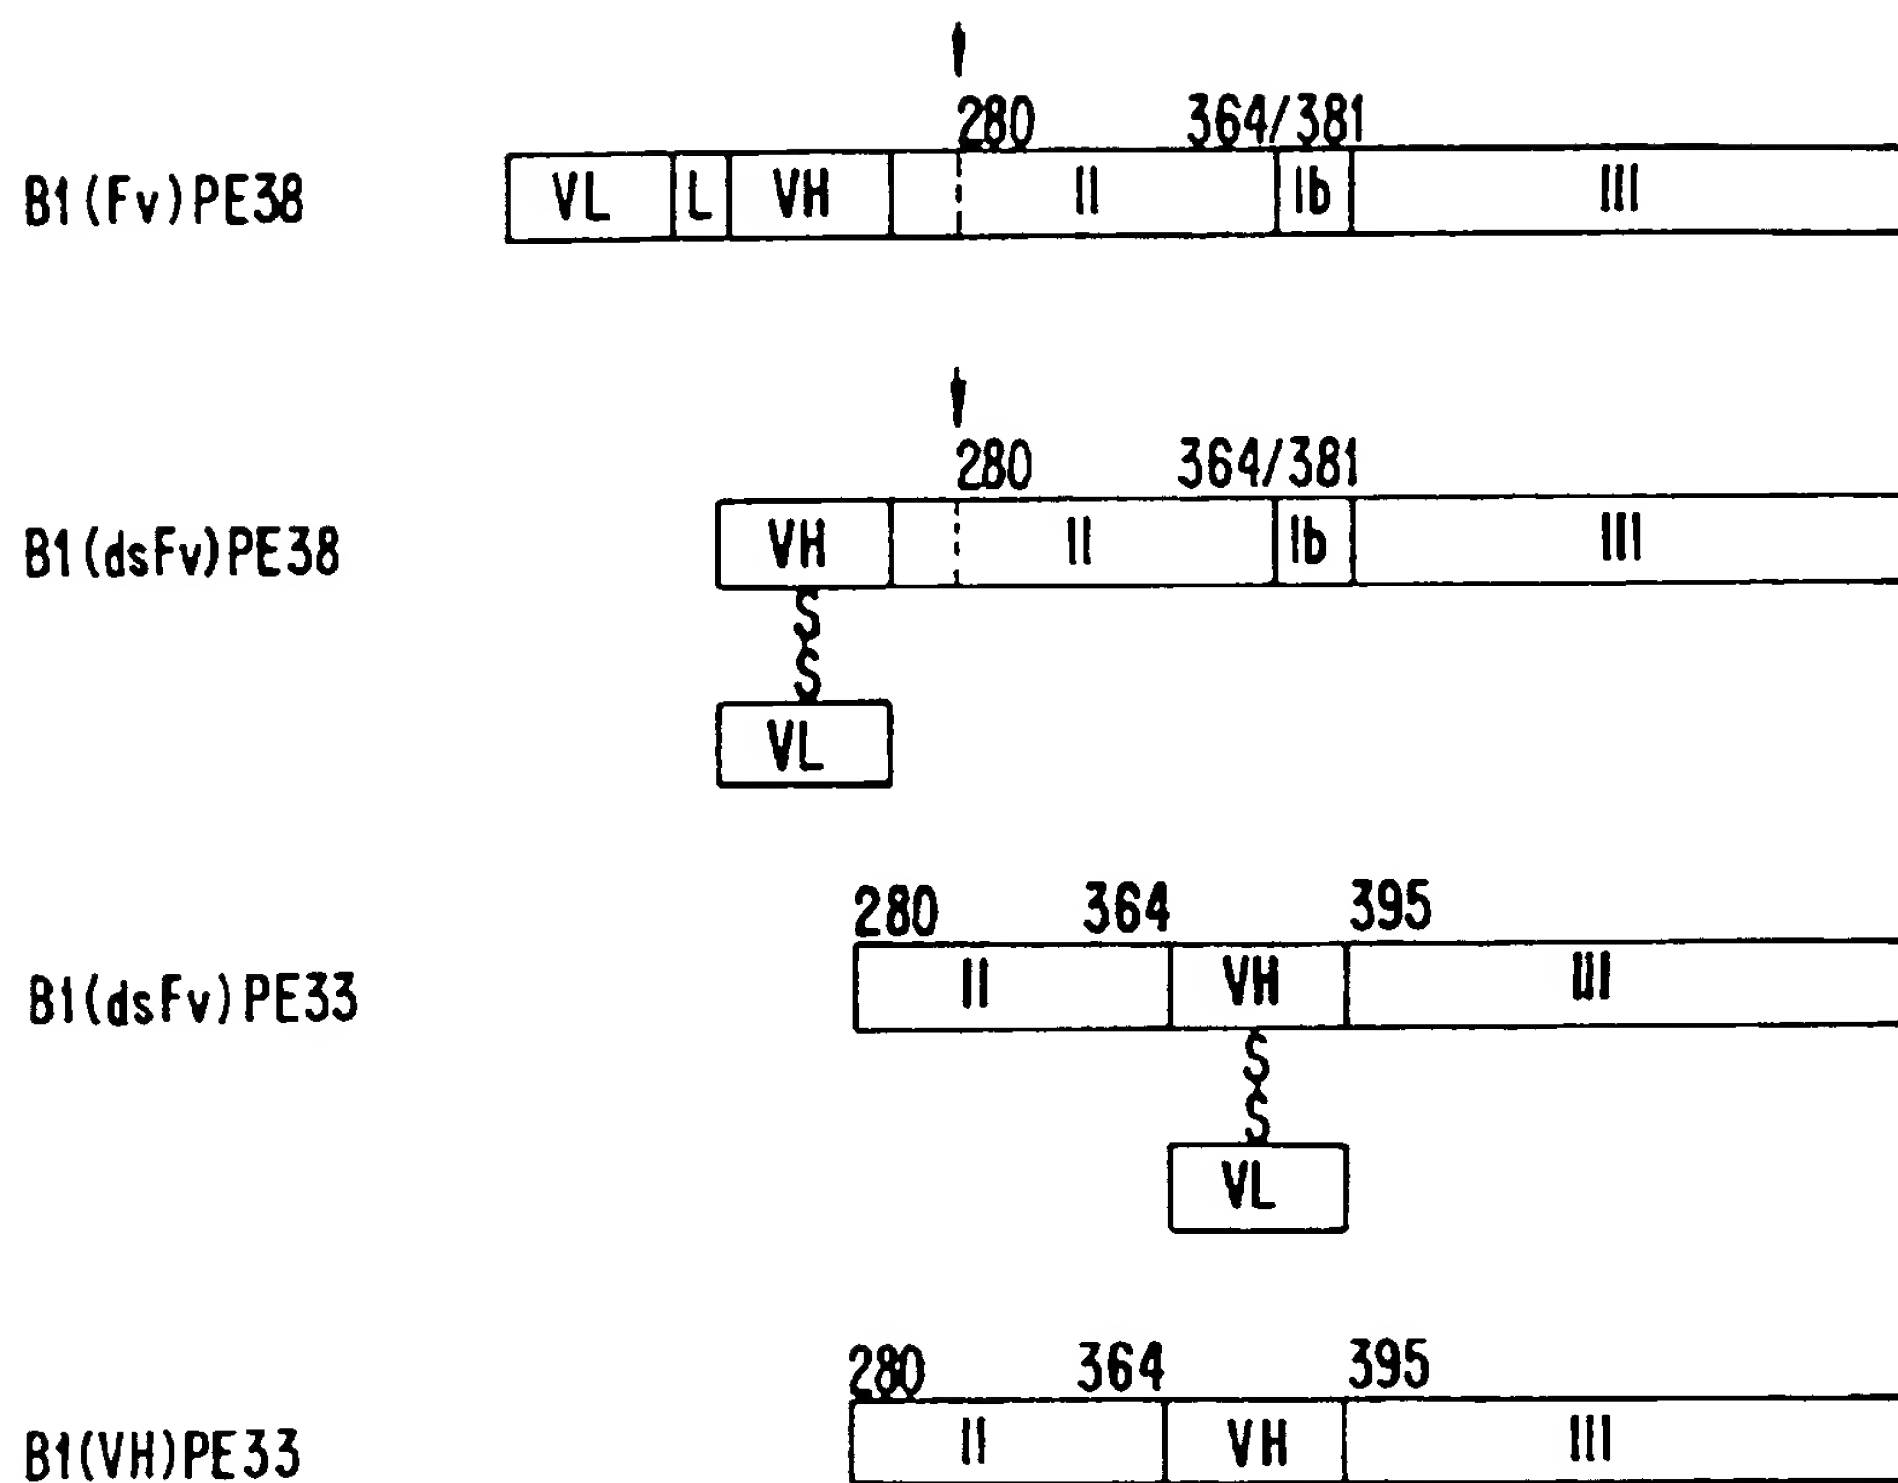 280 364/381
B1(Fv)PE38 VL L VH II Ib III
280 364/381
B1(dsFv)PE38 VH II Ib III
S
S
VL
280 364 395
B1(dsFv)PE33 II VH III
S
S
VL
280 364 395
B1(VH)PE33 II VH III